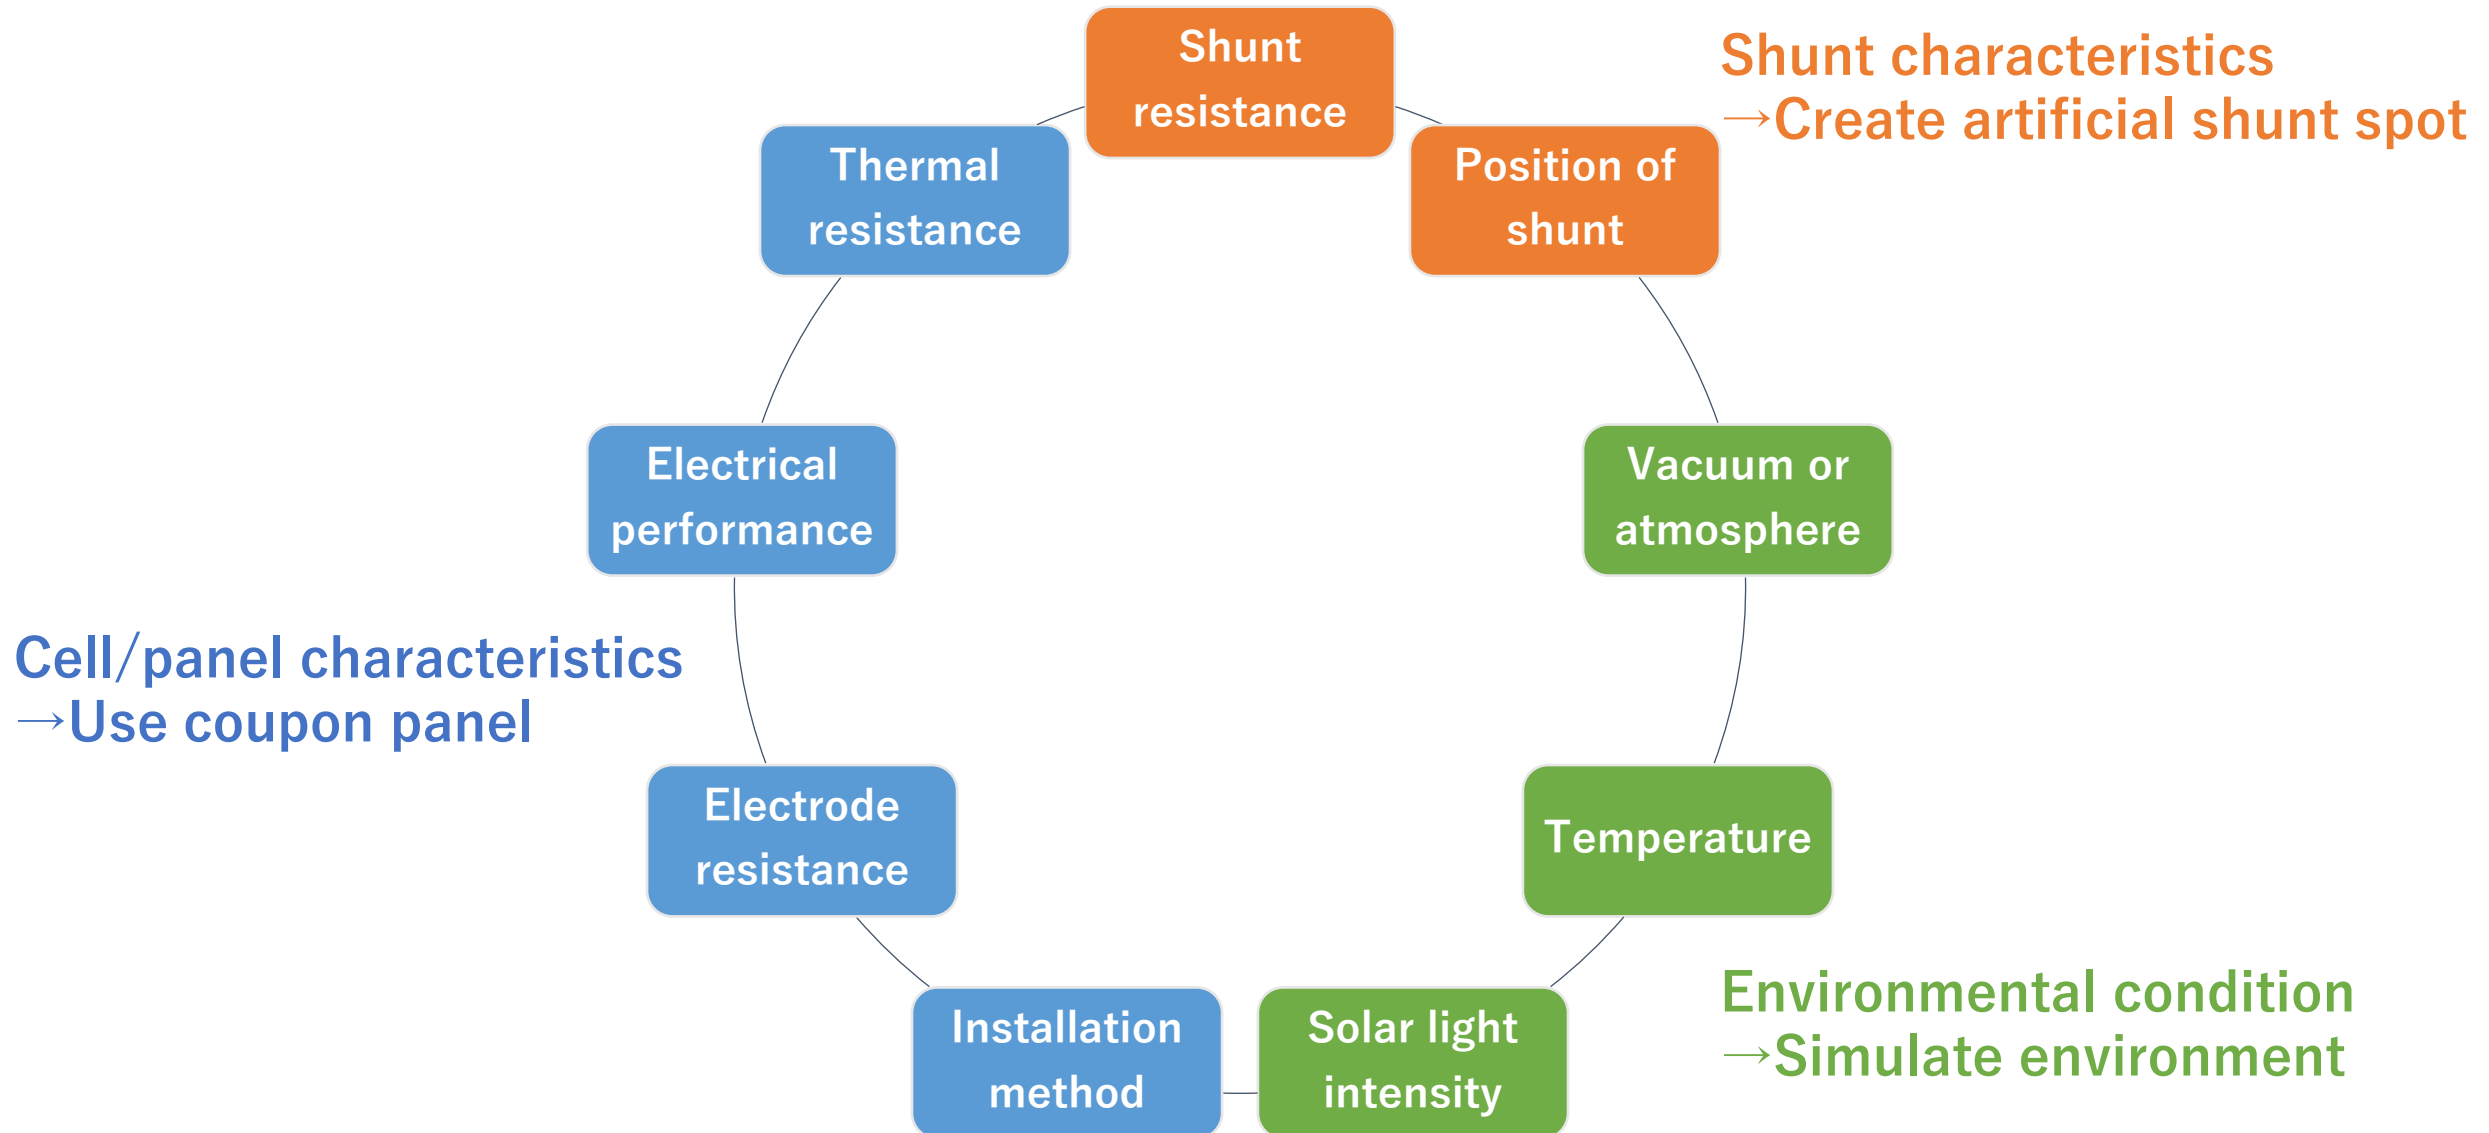 Shunt
resistance
Shunt characteristics
→Create artificial shunt spot
Thermal
resistance
Position of
shunt
Electrical
performance
Vacuum or
atmosphere
Cell/panel characteristics
→Use coupon panel
Electrode
resistance
Temperature
Environmental condition
→Simulate environment
Installation
method
Solar light
intensity